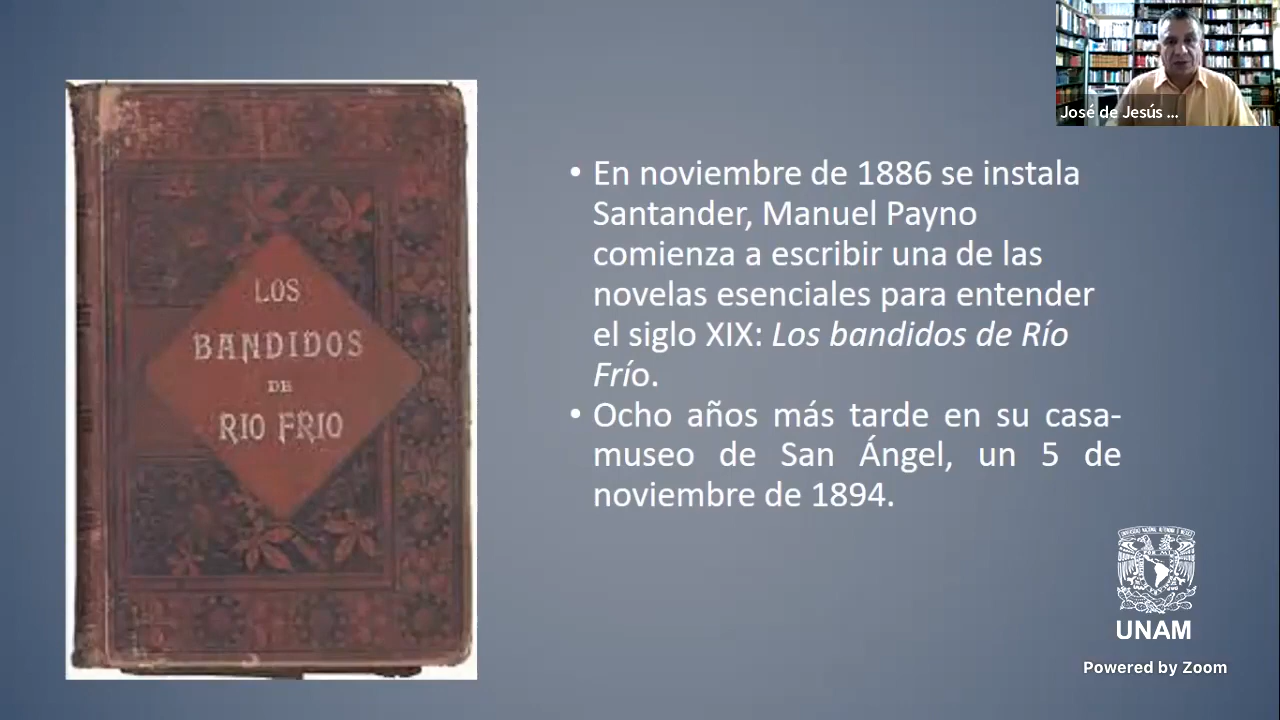 José de Jesús ...
LOS
BANDIDOS
DE
RIO FRIO
• En noviembre de 1886 se instala
Santander, Manuel Payno
comienza a escribir una de las
novelas esenciales para entender
el siglo XIX: Los bandidos de Río
Frío.
• Ocho años más tarde en su casa-
museo de San Ángel, un 5 de
noviembre de 1894.
UNAM
Powered by Zoom